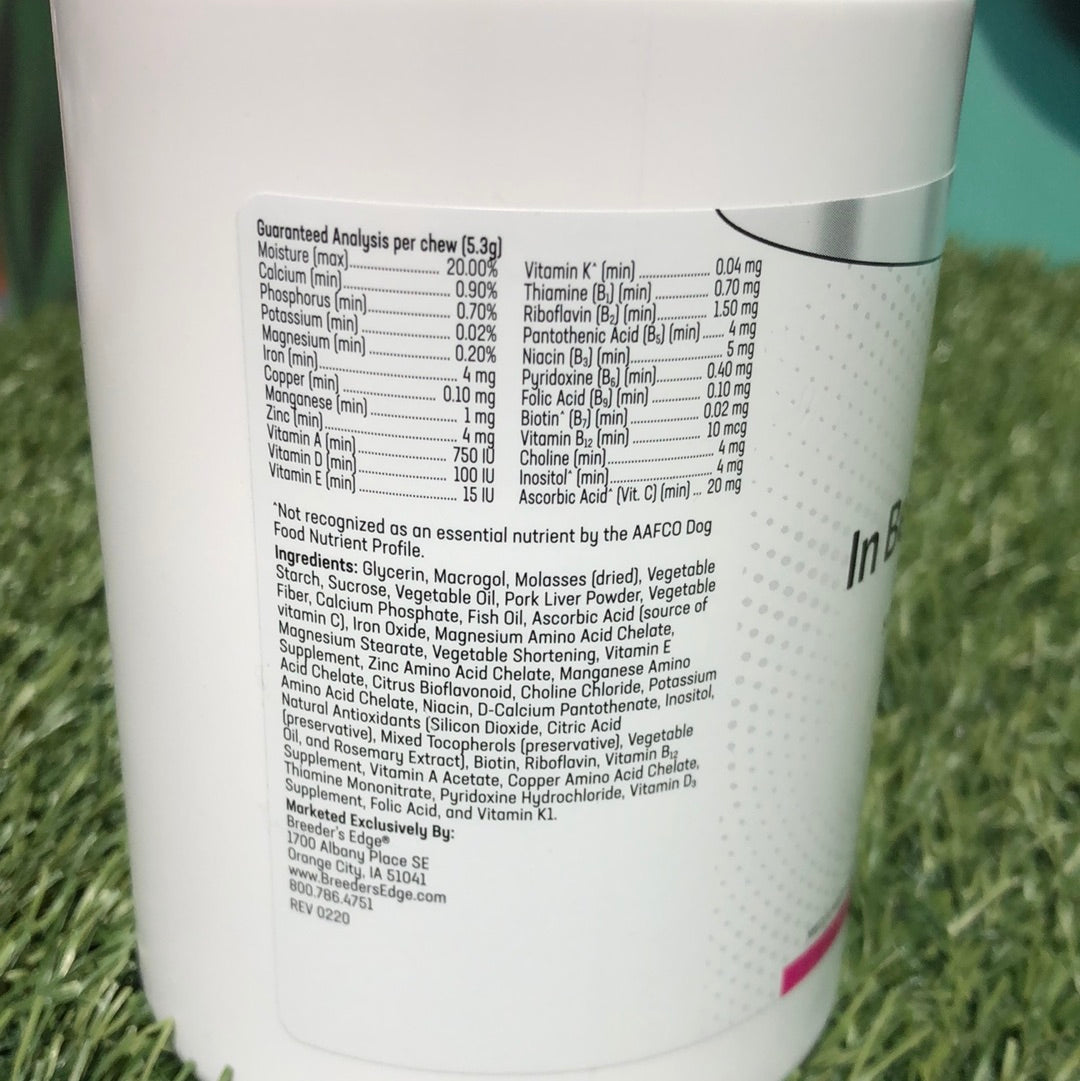 Guaranteed Analysis per chew (5.3g)
Moisture (max)........................ 20.00%
Calcium (min)............................ 0.90%
Phosphorus (min)...................... 0.70%
Potassium (min)........................ 0.02%
Magnesium (min)..................... 0.20%
Iron (min)................................... 4 mg
Copper (min)........................ 0.10 mg
Manganese (min)..................... 1 mg
Zinc (min)................................... 4 mg
Vitamin A (min)...................... 750 IU
Vitamin D (min)....................... 100 IU
Vitamin E (min)......................... 15 IU
Vitamin K^ (min)................... 0.04 mg
Thiamine (B₁) (min).............. 0.70 mg
Riboflavin (B₂) (min).............. 1.50 mg
Pantothenic Acid (B₅) (min)...... 4 mg
Niacin (B₃) (min)........................ 5 mg
Pyridoxine (B₆) (min)............ 0.40 mg
Folic Acid (B₉) (min).............. 0.10 mg
Biotin^ (B₇) (min).................. 0.02 mg
Vitamin B₁₂ (min)................... 10 mcg
Choline (min)............................. 4 mg
Inositol^ (min)............................ 4 mg
Ascorbic Acid^ (Vit. C) (min)... 20 mg
^Not recognized as an essential nutrient by the AAFCO Dog
Food Nutrient Profile.
Ingredients: Glycerin, Macrogol, Molasses (dried), Vegetable
Starch, Sucrose, Vegetable Oil, Pork Liver Powder, Vegetable
Fiber, Calcium Phosphate, Fish Oil, Ascorbic Acid (source of
vitamin C), Iron Oxide, Magnesium Amino Acid Chelate,
Magnesium Stearate, Vegetable Shortening, Vitamin E
Supplement, Zinc Amino Acid Chelate, Manganese Amino
Acid Chelate, Citrus Bioflavonoid, Choline Chloride, Potassium
Amino Acid Chelate, Niacin, D-Calcium Pantothenate, Inositol,
Natural Antioxidants (Silicon Dioxide, Citric Acid
(preservative), Mixed Tocopherols (preservative), Vegetable
Oil, and Rosemary Extract), Biotin, Riboflavin, Vitamin B₁₂
Supplement, Vitamin A Acetate, Copper Amino Acid Chelate,
Thiamine Mononitrate, Pyridoxine Hydrochloride, Vitamin D₃
Supplement, Folic Acid, and Vitamin K1.
Marketed Exclusively By:
Breeder's Edge®
1700 Albany Place SE
Orange City, IA 51041
www.BreedersEdge.com
800.786.4751
REV 0220
In